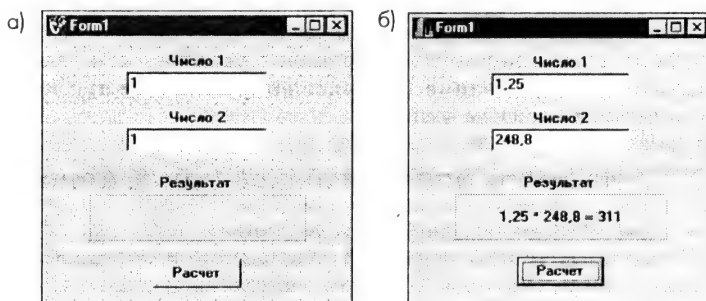 а)
Form1
Число 1
1
Число 2
1
Результат
Расчет
б)
Form1
Число 1
1,25
Число 2
248,8
Результат
1,25 * 248,8 = 311
Расчет